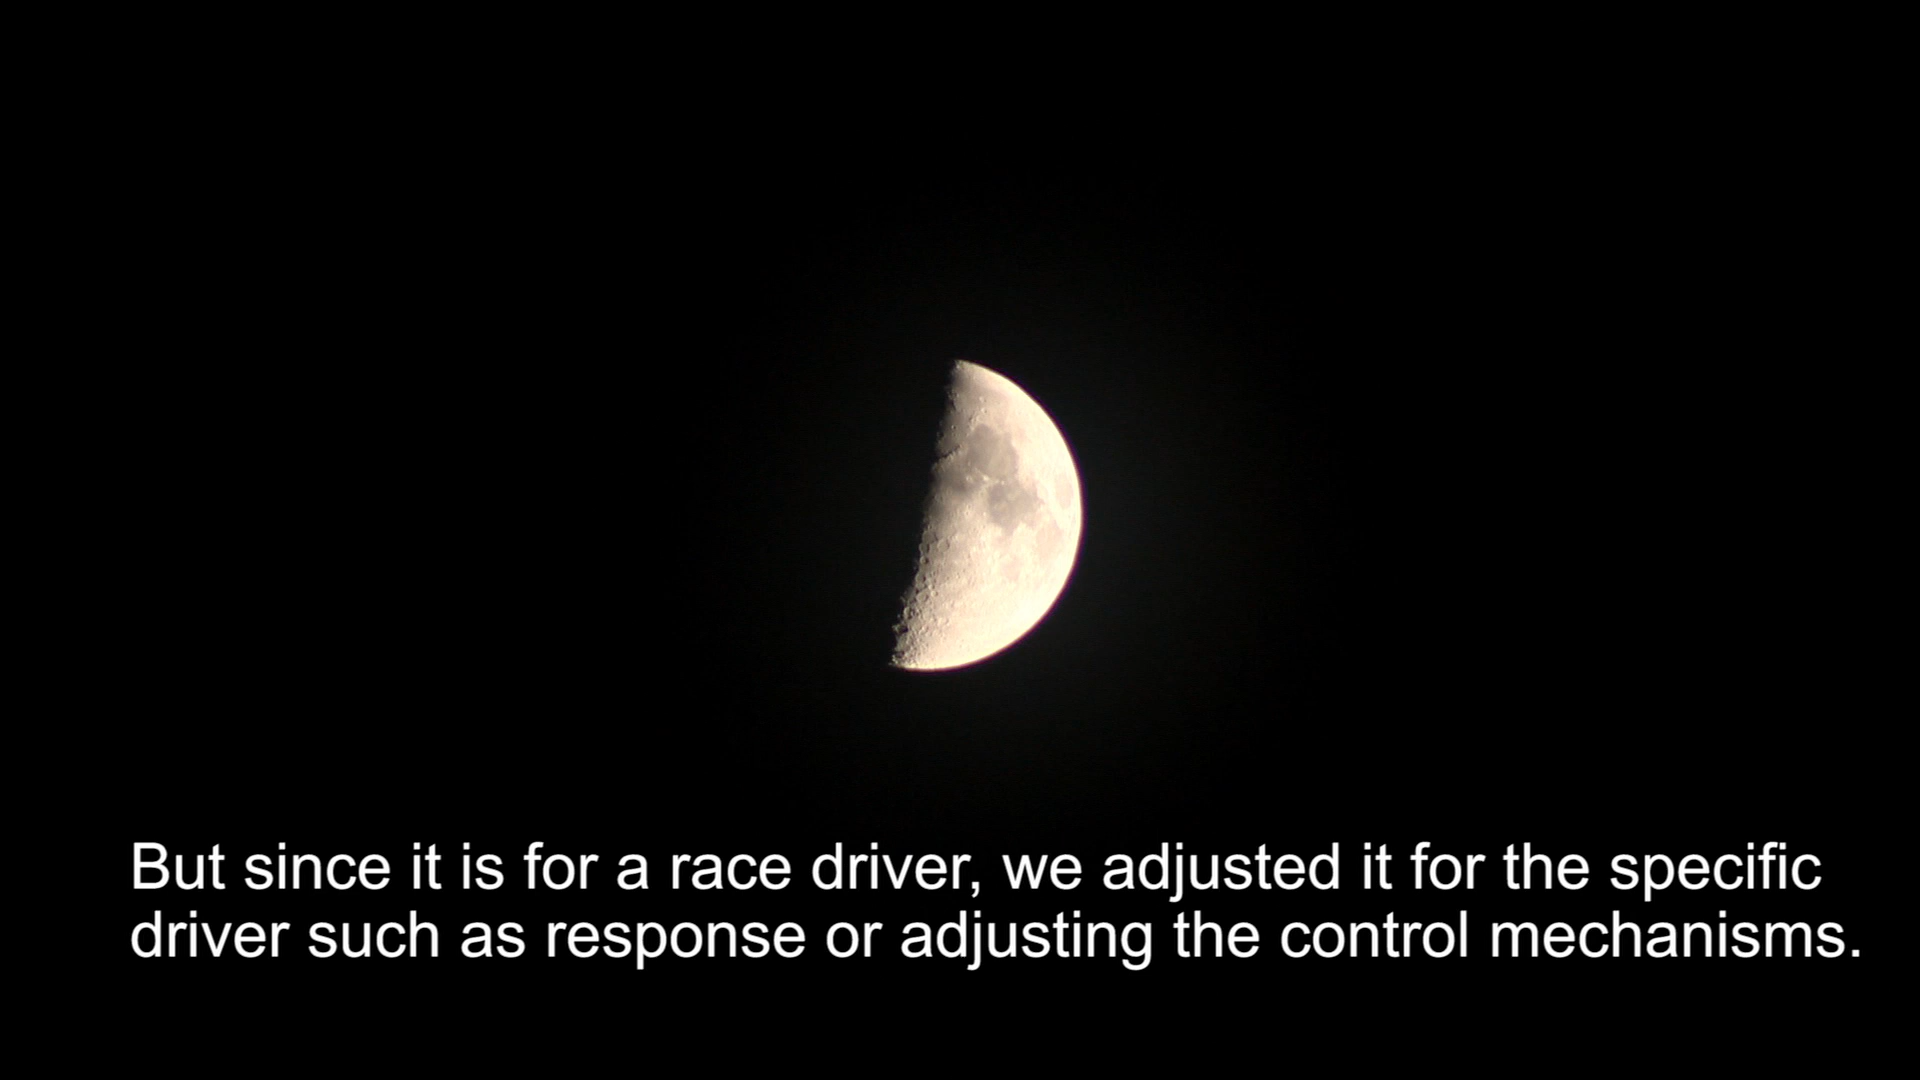 But since it is for a race driver, we adjusted it for the specific
driver such as response or adjusting the control mechanisms.